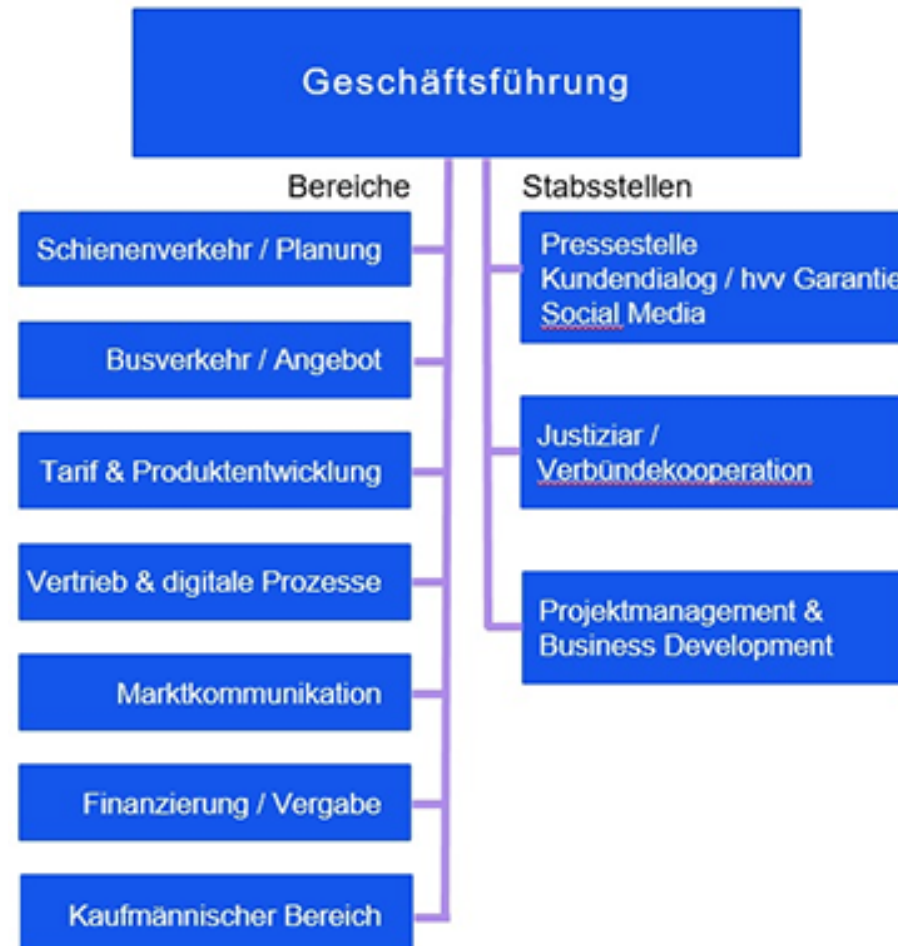 Geschäftsführung
Bereiche
Schienenverkehr / Planung
Busverkehr / Angebot
Tarif & Produktentwicklung
Vertrieb & digitale Prozesse
Marktkommunikation
Finanzierung / Vergabe
Kaufmännischer Bereich
Stabsstellen
Pressestelle
Kundendialog / hvv Garantie
Social Media
Justiziar /
Verbündekooperation
Projektmanagement &
Business Development